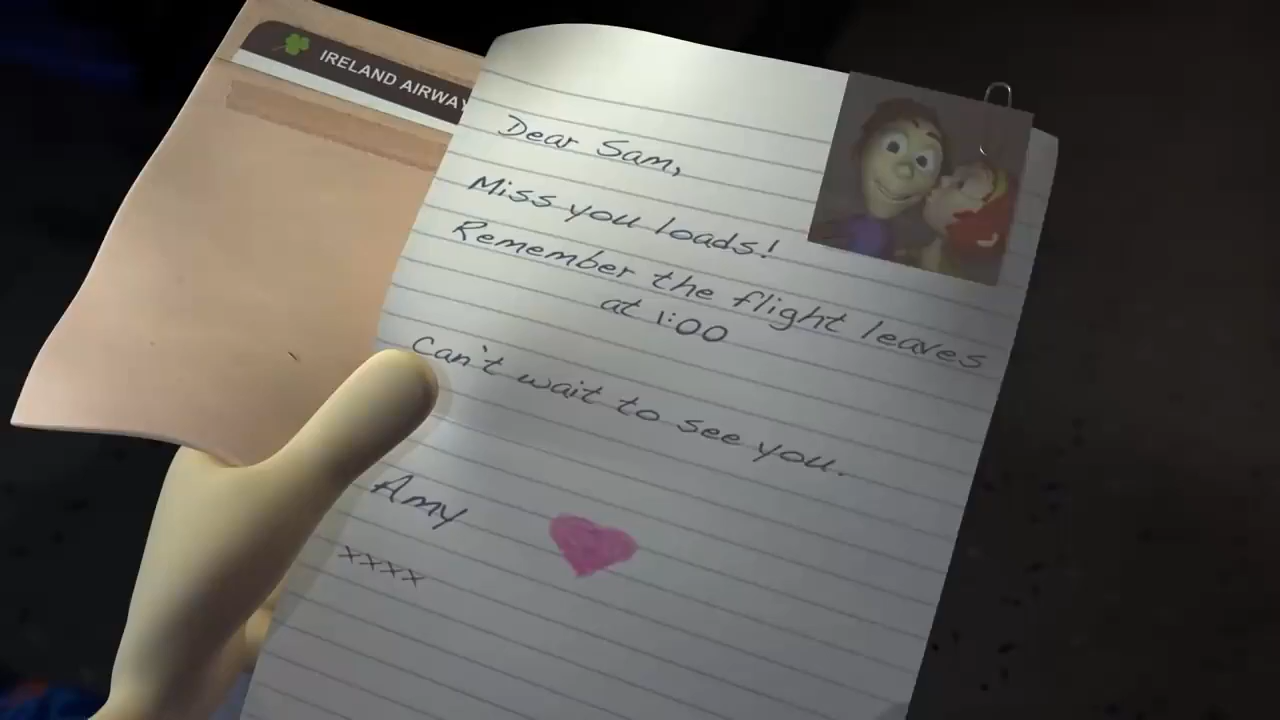 IRELAND AIRWAY
Dear Sam,
Miss you loads!
Remember the flight leaves
at 1:00
Can't wait to see you.
Amy
xxxx